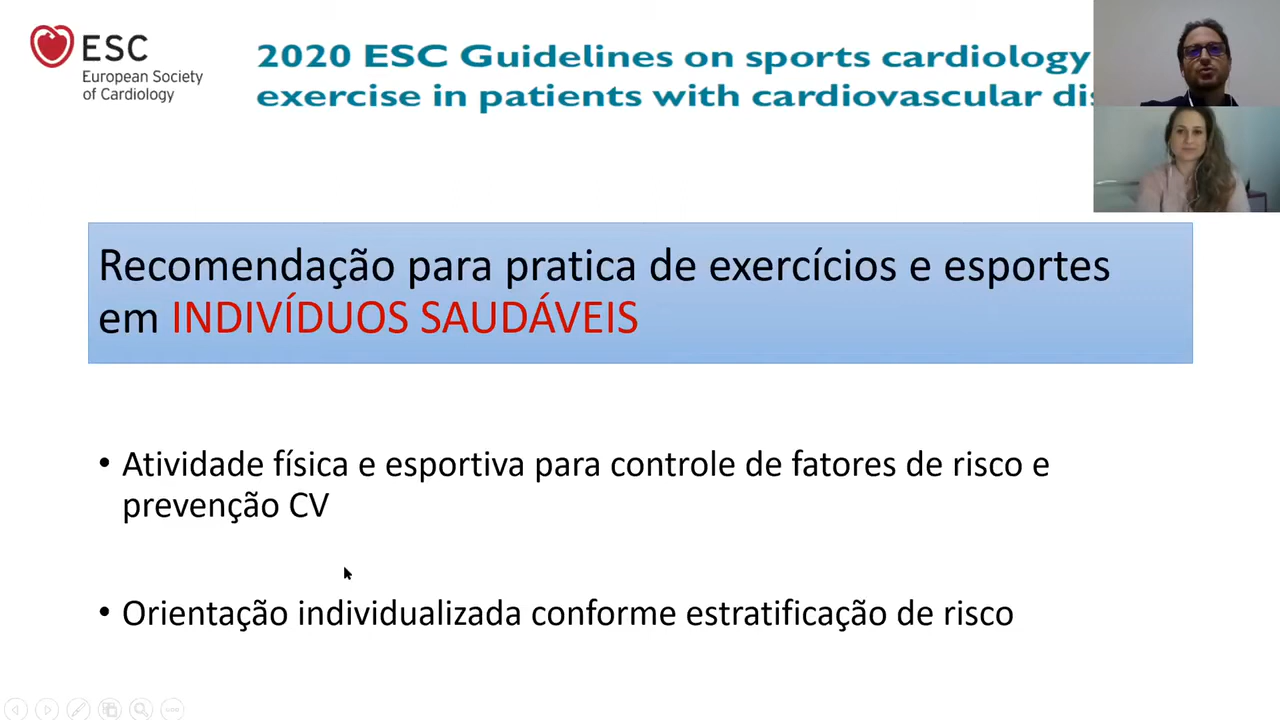 ESC
European Society
of Cardiology
2020 ESC Guidelines on sports cardiology
exercise in patients with cardiovascular
Recomendação para pratica de exercícios e esportes
em INDIVÍDUOS SAUDÁVEIS
• Atividade física e esportiva para controle de fatores de risco e
prevenção CV
• Orientação individualizada conforme estratificação de risco